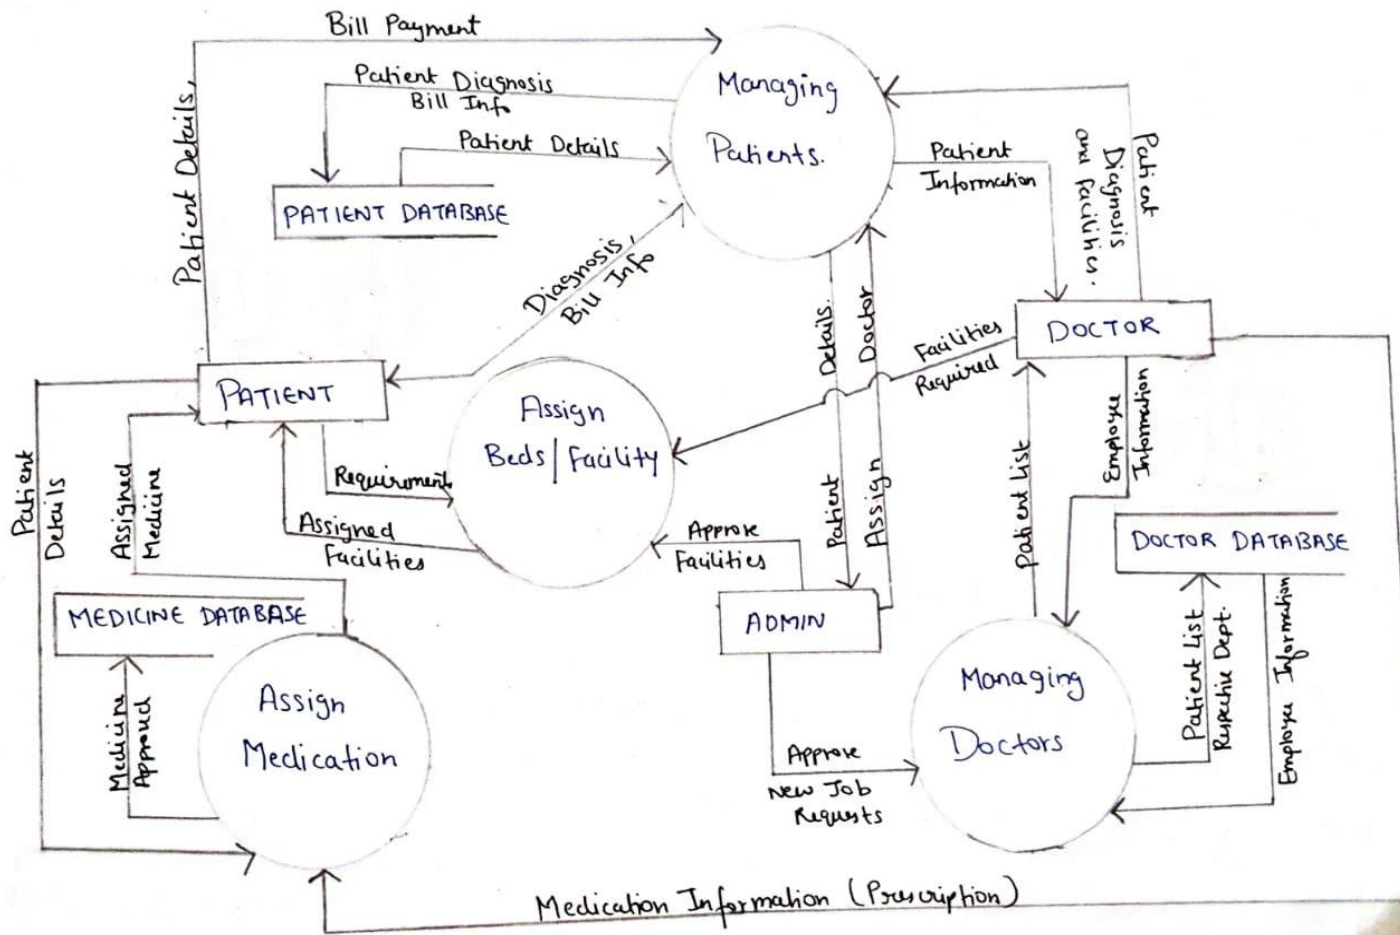 Bill Payment
Patient Details,
Patient Diagnosis
Bill Info
Patient Details
PATIENT DATABASE
Managing
Patients.
Patient
Information
Patient
Diagnosis
and facilities.
Diagnosis,
Bill Info
DOCTOR
Facilities
Required
Patient Details.
Assign Doctor
PATIENT
Assign
Beds/Facility
Requirement
Assigned
Facilities
Patient
Details
Assigned
Medicine
Approve
Facilities
Patient List
Employee
Information
DOCTOR DATABASE
MEDICINE DATABASE
ADMIN
Patient List
Respective Dept.
Employee Information
Managing
Doctors
Assign
Medication
Medicine
Approved
Approve
New Job
Requests
Medication Information (Prescription)